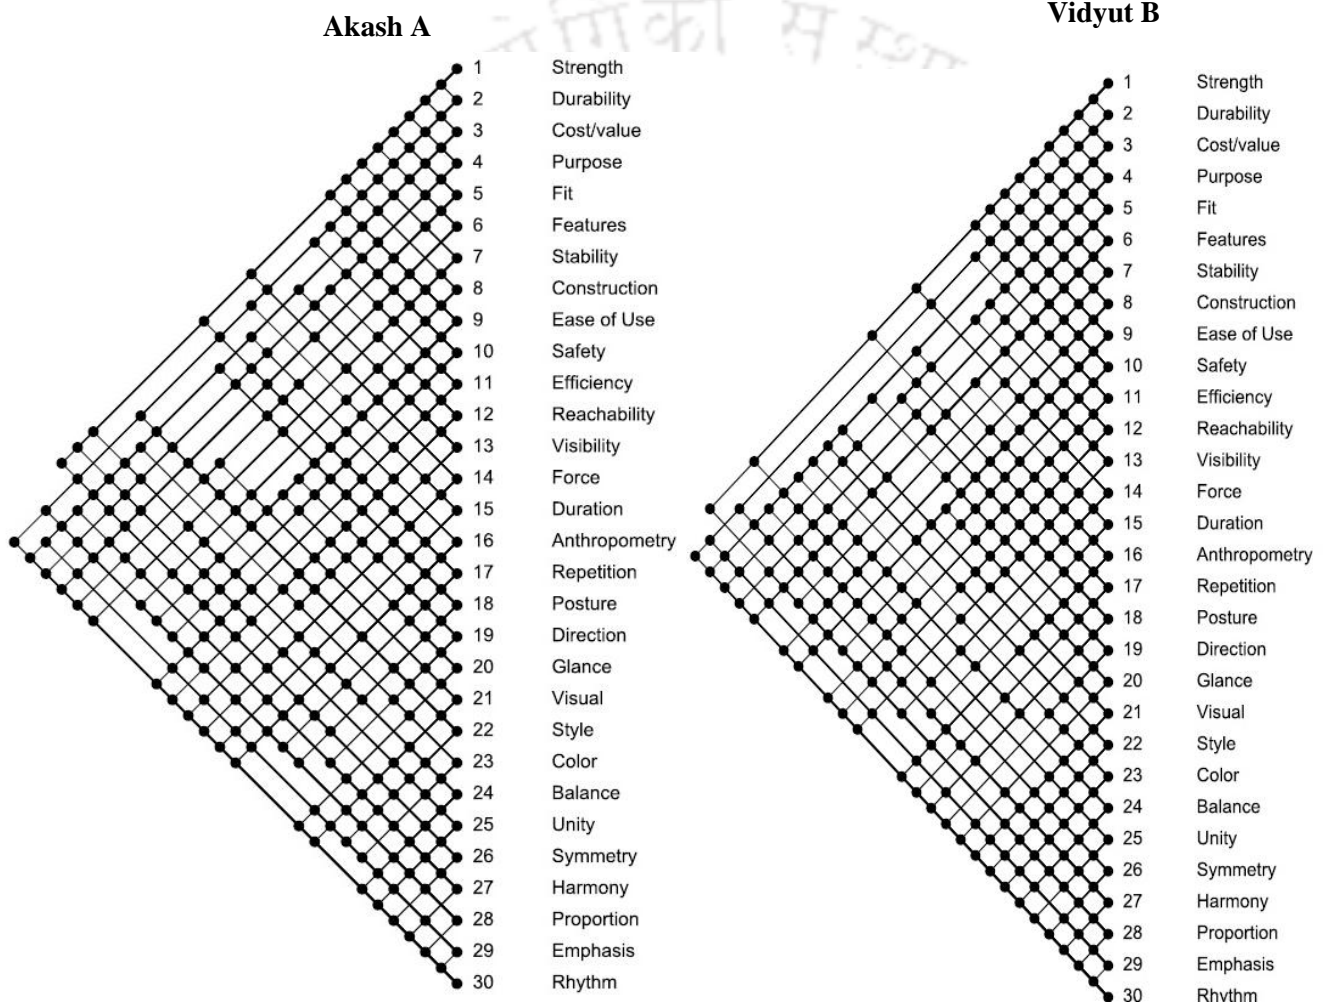 Akash A
1 Strength
2 Durability
3 Cost/value
4 Purpose
5 Fit
6 Features
7 Stability
8 Construction
9 Ease of Use
10 Safety
11 Efficiency
12 Reachability
13 Visibility
14 Force
15 Duration
16 Anthropometry
17 Repetition
18 Posture
19 Direction
20 Glance
21 Visual
22 Style
23 Color
24 Balance
25 Unity
26 Symmetry
27 Harmony
28 Proportion
29 Emphasis
30 Rhythm
Vidyut B
1 Strength
2 Durability
3 Cost/value
4 Purpose
5 Fit
6 Features
7 Stability
8 Construction
9 Ease of Use
10 Safety
11 Efficiency
12 Reachability
13 Visibility
14 Force
15 Duration
16 Anthropometry
17 Repetition
18 Posture
19 Direction
20 Glance
21 Visual
22 Style
23 Color
24 Balance
25 Unity
26 Symmetry
27 Harmony
28 Proportion
29 Emphasis
30 Rhythm